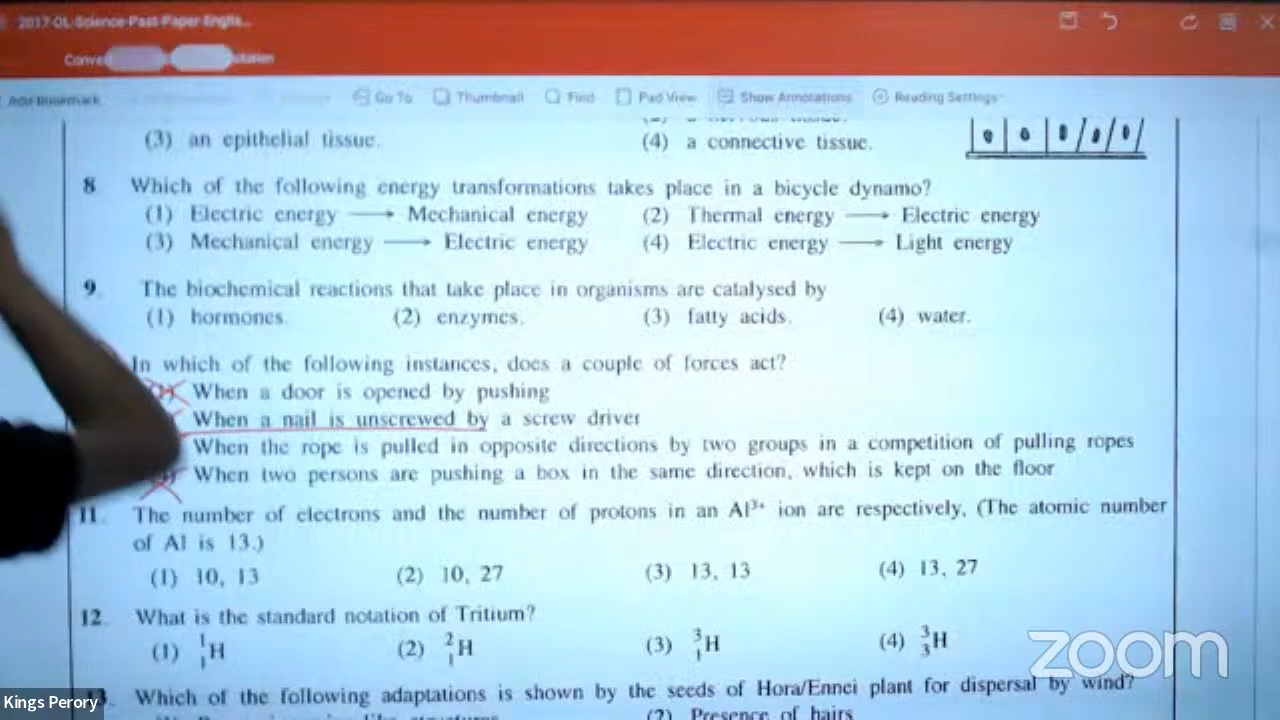 2017-OL-Science-Past-Paper-Englis...
Add Bookmark Go To Thumbnail Find Pad View Show Annotations Reading Settings
(3) an epithelial tissue. (4) a connective tissue.
8 Which of the following energy transformations takes place in a bicycle dynamo?
(1) Electric energy ⟶ Mechanical energy (2) Thermal energy ⟶ Electric energy
(3) Mechanical energy ⟶ Electric energy (4) Electric energy ⟶ Light energy
9. The biochemical reactions that take place in organisms are catalysed by
(1) hormones. (2) enzymes. (3) fatty acids. (4) water.
In which of the following instances, does a couple of forces act?
When a door is opened by pushing
When a nail is unscrewed by a screw driver
When the rope is pulled in opposite directions by two groups in a competition of pulling ropes
When two persons are pushing a box in the same direction, which is kept on the floor
11. The number of electrons and the number of protons in an Al³⁺ ion are respectively, (The atomic number
of Al is 13.)
(1) 10, 13 (2) 10, 27 (3) 13, 13 (4) 13, 27
12. What is the standard notation of Tritium?
(1) ¹₁H (2) ²₁H (3) ³₁H (4) ³₃H
zoom
13. Which of the following adaptations is shown by the seeds of Hora/Ennei plant for dispersal by wind?
Kings Perory
(2) Presence of hairs